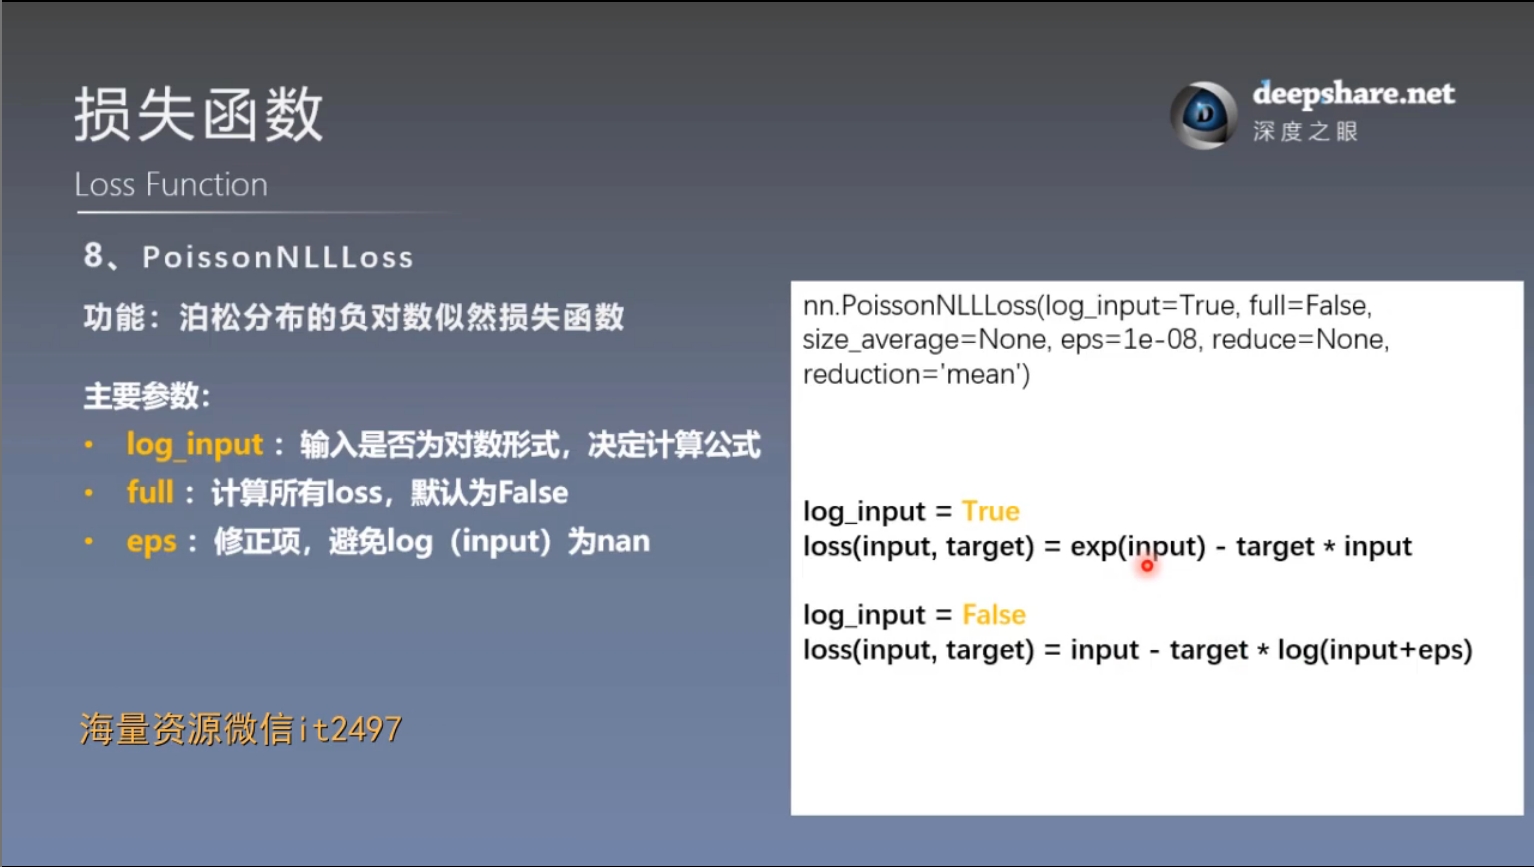 损失函数
Loss Function
deepshare.net
深度之眼
8、PoissonNLLLoss
功能：泊松分布的负对数似然损失函数
主要参数：
• log_input：输入是否为对数形式，决定计算公式
• full：计算所有loss，默认为False
• eps：修正项，避免log（input）为nan
海量资源微信it2497
nn.PoissonNLLLoss(log_input=True, full=False,
size_average=None, eps=1e-08, reduce=None,
reduction='mean')
log_input = True
loss(input, target) = exp(input) - target * input
log_input = False
loss(input, target) = input - target * log(input+eps)